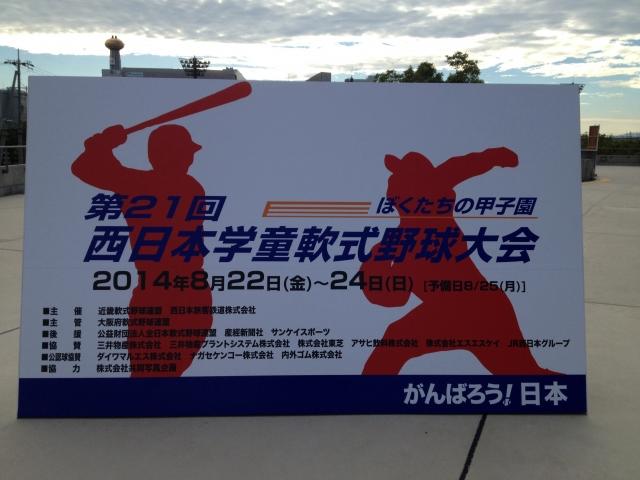 第21回
ぼくたちの甲子園
西日本学童軟式野球大会
2014年8月22日(金)～24日(日) [予備日8/25(月)]
■主 催 近畿軟式野球連盟 西日本旅客鉄道株式会社
■主 管 大阪府軟式野球連盟
■後 援 公益財団法人全日本軟式野球連盟 産経新聞社 サンケイスポーツ
■協 賛 三井物産株式会社 三井物産プラントシステム株式会社 株式会社東芝 アサヒ飲料株式会社 株式会社エスエスケイ JR西日本グループ
■公認球協賛 ダイワマルエス株式会社 ナガセケンコー株式会社 内外ゴム株式会社
■協 力 株式会社共同写真企画
がんばろう!日本